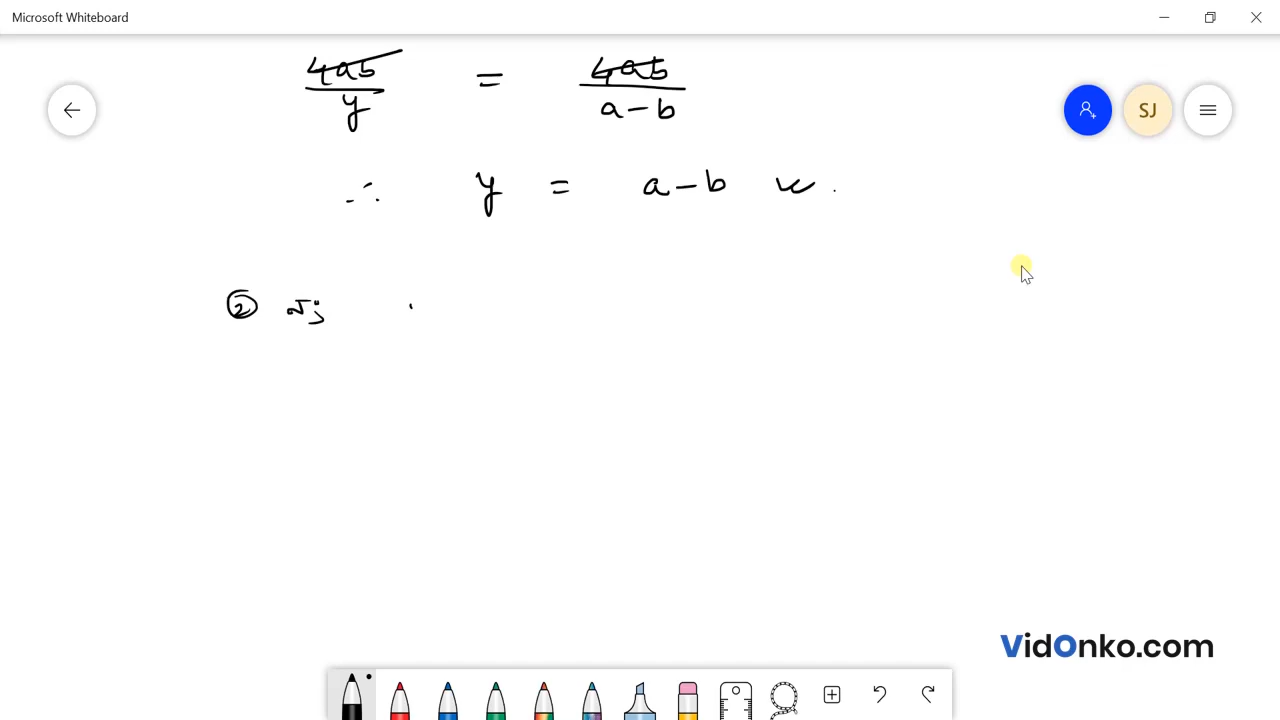 Microsoft Whiteboard
4ab/y = 4ab/a-b
∴ y = a-b
SJ
②
VidOnko.com